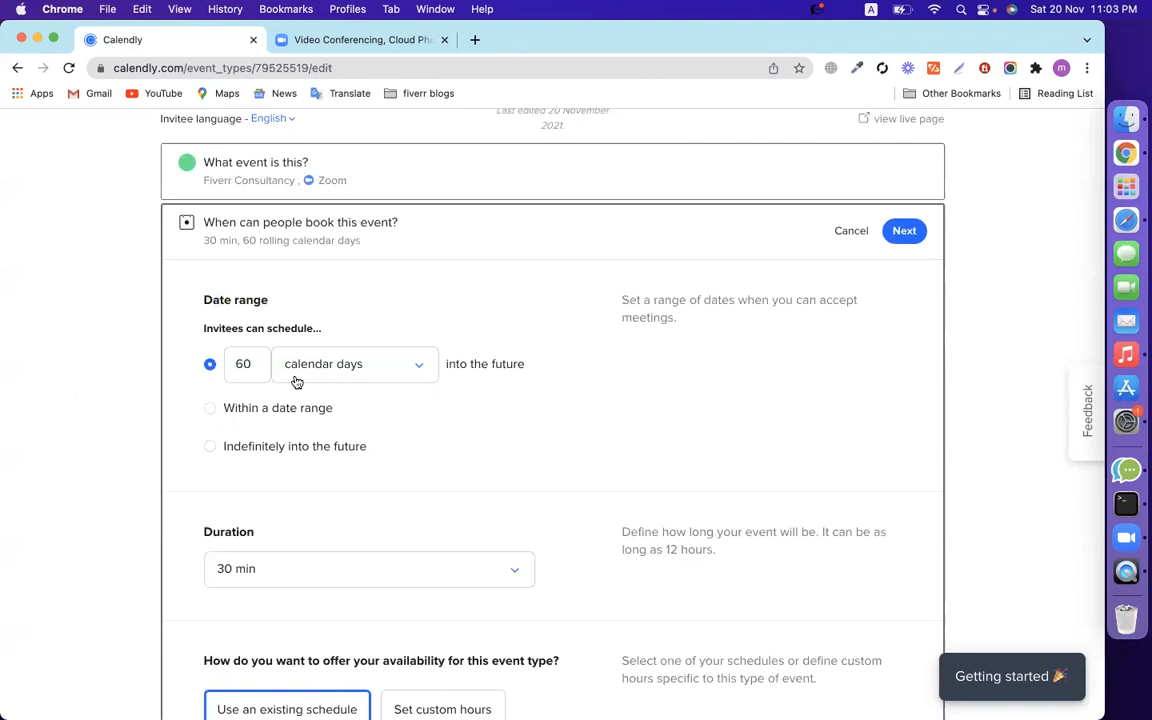 Chrome File Edit View History Bookmarks Profiles Tab Window Help A Sat 20 Nov 11:03 PM
Calendly Video Conferencing, Cloud Pho
calendly.com/event_types/79525519/edit m
Apps Gmail YouTube Maps News Translate fiverr blogs Other Bookmarks Reading List
Last edited 20 November
2021.
Invitee language - English
view live page
What event is this?
Fiverr Consultancy , Zoom
When can people book this event?
30 min, 60 rolling calendar days
Cancel Next
Date range
Invitees can schedule...
60 calendar days into the future
Within a date range
Indefinitely into the future
Set a range of dates when you can accept
meetings.
Duration
30 min
Define how long your event will be. It can be as
long as 12 hours.
How do you want to offer your availability for this event type?
Use an existing schedule Set custom hours
Select one of your schedules or define custom
hours specific to this type of event.
Feedback
Getting started